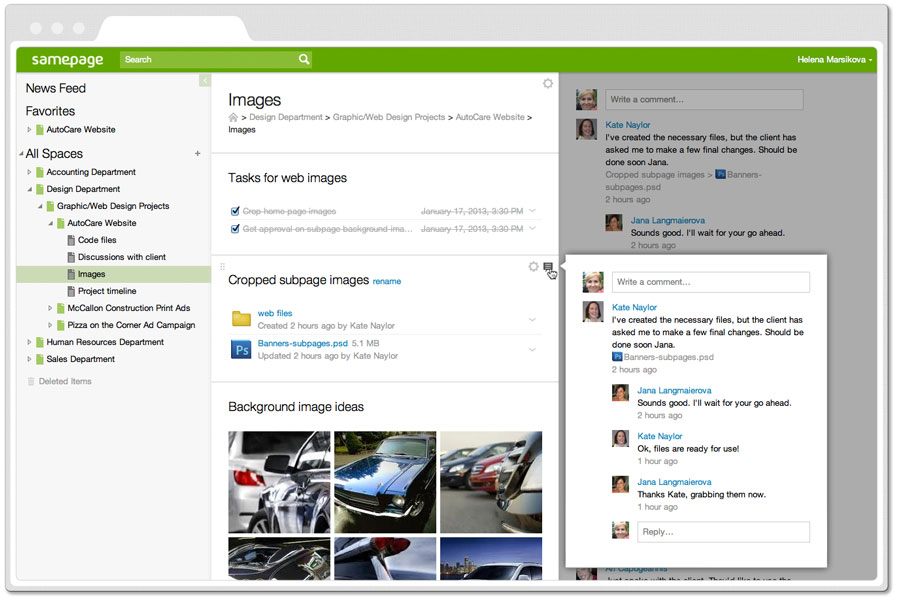 samepage
Search
Helena Marsikova
News Feed
Favorites
AutoCare Website
All Spaces
+
Accounting Department
Design Department
Graphic/Web Design Projects
AutoCare Website
Code files
Discussions with client
Images
Project timeline
McCallon Construction Print Ads
Pizza on the Corner Ad Campaign
Human Resources Department
Sales Department
Deleted Items
Images
> Design Department > Graphic/Web Design Projects > AutoCare Website >
Images
Tasks for web images
Crop home page images January 17, 2013, 3:30 PM
Get approval on subpage background ima... January 17, 2013, 3:30 PM
Cropped subpage images rename
web files
Created 2 hours ago by Kate Naylor
Ps
Banners-subpages.psd 5.1 MB
Updated 2 hours ago by Kate Naylor
Background image ideas
Write a comment...
Kate Naylor
I've created the necessary files, but the client has
asked me to make a few final changes. Should be
done soon Jana.
Cropped subpage images > Ps Banners-
subpages.psd
2 hours ago
Jana Langmaierova
Sounds good. I'll wait for your go ahead.
2 hours ago
Write a comment...
Kate Naylor
I've created the necessary files, but the client has
asked me to make a few final changes. Should be
done soon Jana.
Ps Banners-subpages.psd
2 hours ago
Jana Langmaierova
Sounds good. I'll wait for your go ahead.
2 hours ago
Kate Naylor
Ok, files are ready for use!
1 hour ago
Jana Langmaierova
Thanks Kate, grabbing them now.
1 hour ago
Reply...